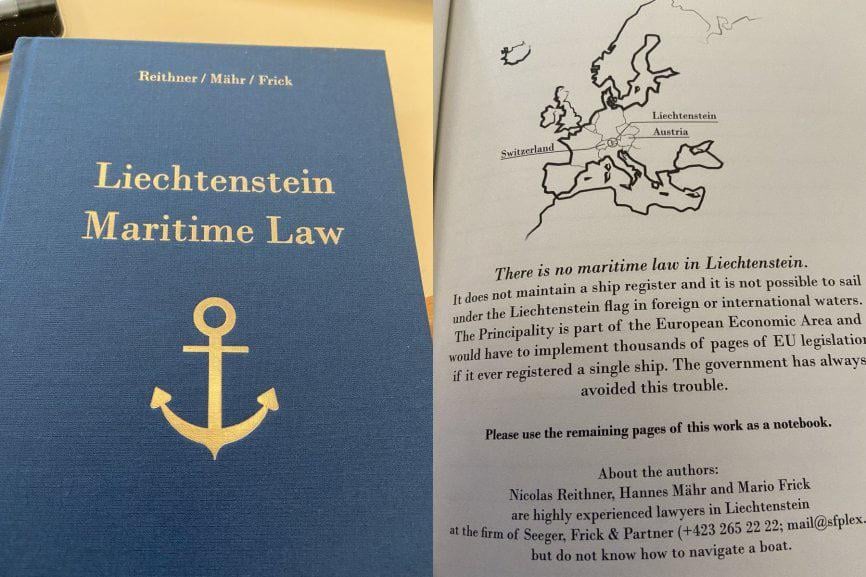 Reithner / Mähr / Frick
Liechtenstein
Maritime Law
Liechtenstein
Austria
Switzerland
There is no maritime law in Liechtenstein.
It does not maintain a ship register and it is not possible to sail
under the Liechtenstein flag in foreign or international waters.
The Principality is part of the European Economic Area and
would have to implement thousands of pages of EU legislation
if it ever registered a single ship. The government has always
avoided this trouble.
Please use the remaining pages of this work as a notebook.
About the authors:
Nicolas Reithner, Hannes Mähr and Mario Frick
are highly experienced lawyers in Liechtenstein
at the firm of Seeger, Frick & Partner (+423 265 22 22; mail@sfplex.
but do not know how to navigate a boat.